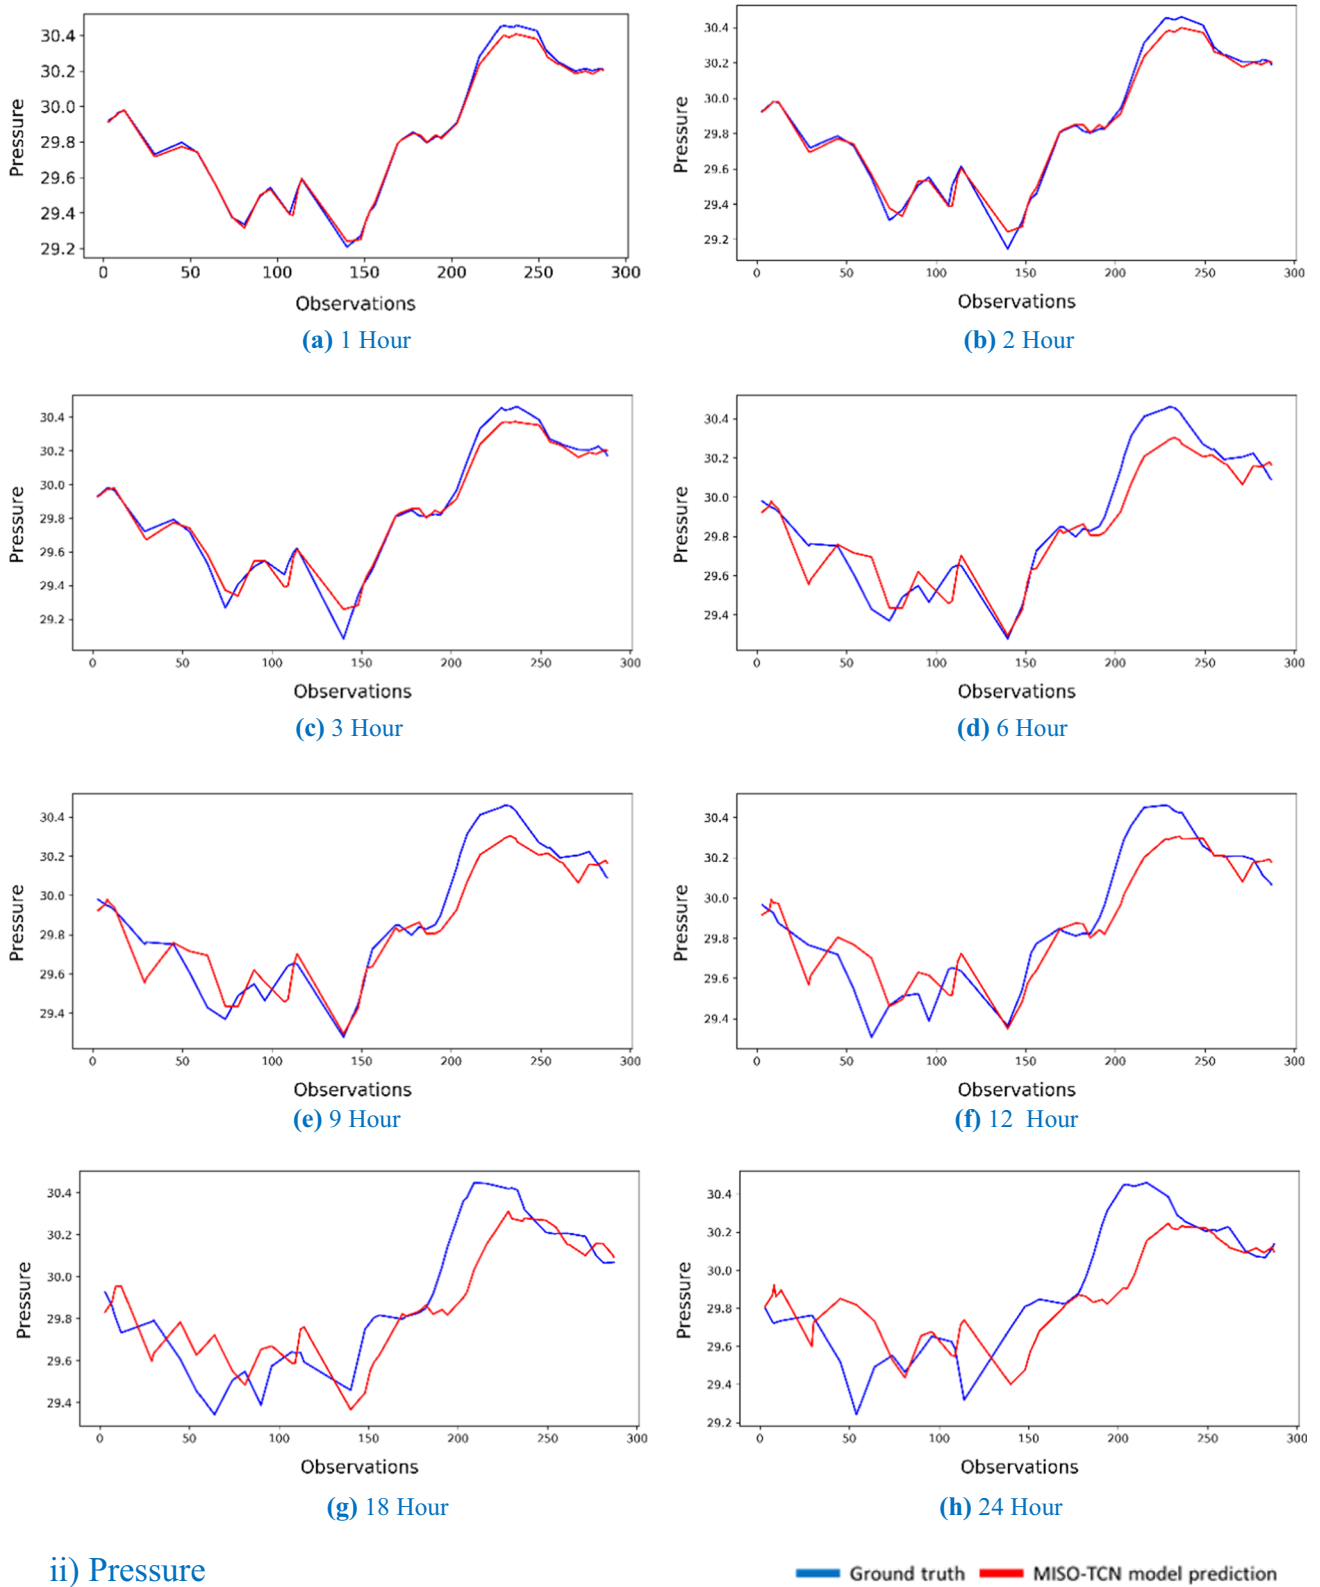 30.4
30.2
30.0
29.8
29.6
29.4
29.2
Pressure
0 50 100 150 200 250 300
Observations
(a) 1 Hour
30.4
30.2
30.0
29.8
29.6
29.4
29.2
Pressure
0 50 100 150 200 250 300
Observations
(b) 2 Hour
30.4
30.2
30.0
29.8
29.6
29.4
29.2
Pressure
0 50 100 150 200 250 300
Observations
(c) 3 Hour
30.4
30.2
30.0
29.8
29.6
29.4
Pressure
0 50 100 150 200 250 300
Observations
(d) 6 Hour
30.4
30.2
30.0
29.8
29.6
29.4
Pressure
0 50 100 150 200 250 300
Observations
(e) 9 Hour
30.4
30.2
30.0
29.8
29.6
29.4
Pressure
0 50 100 150 200 250 300
Observations
(f) 12 Hour
30.4
30.2
30.0
29.8
29.6
29.4
Pressure
0 50 100 150 200 250 300
Observations
(g) 18 Hour
30.4
30.2
30.0
29.8
29.6
29.4
29.2
Pressure
0 50 100 150 200 250 300
Observations
(h) 24 Hour
ii) Pressure
Ground truth MISO-TCN model prediction